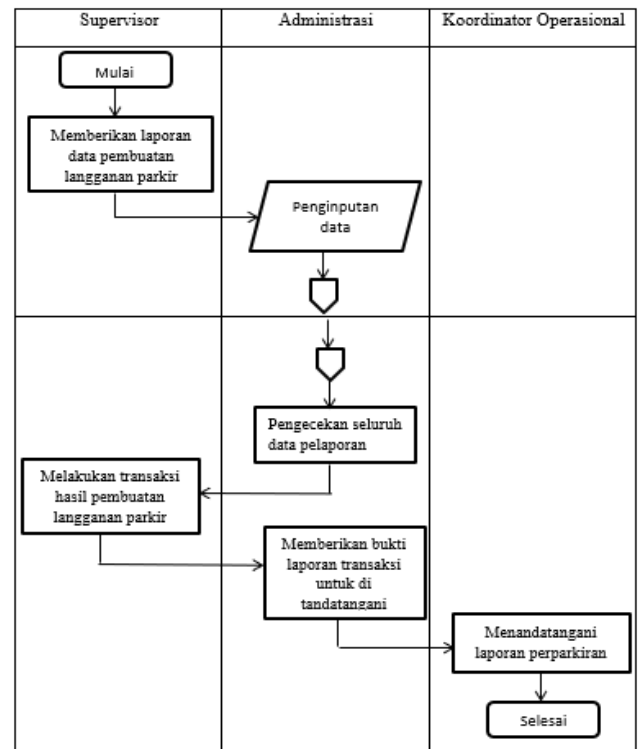 Supervisor
Administrasi
Koordinator Operasional
Mulai
Memberikan laporan
data pembuatan
langganan parkir
Penginputan
data
Pengecekan seluruh
data pelaporan
Melakukan transaksi
hasil pembuatan
langganan parkir
Memberikan bukti
laporan transaksi
untuk di
tandatangani
Menandatangani
laporan perparkiran
Selesai